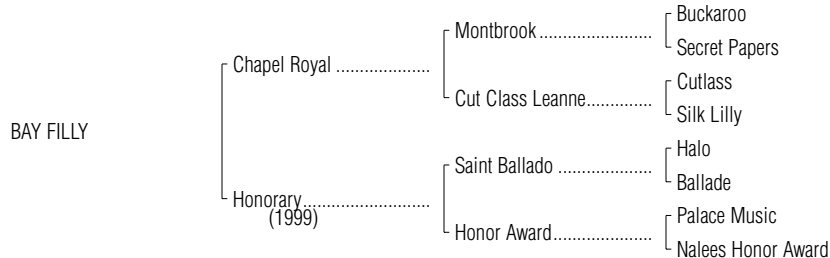 Buckaroo
Montbrook ........................
Secret Papers
Chapel Royal ....................
Cutlass
Cut Class Leanne..............
Silk Lilly
BAY FILLY
Halo
Saint Ballado ....................
Ballade
Honorary...........................
(1999)
Palace Music
Honor Award.....................
Nalees Honor Award